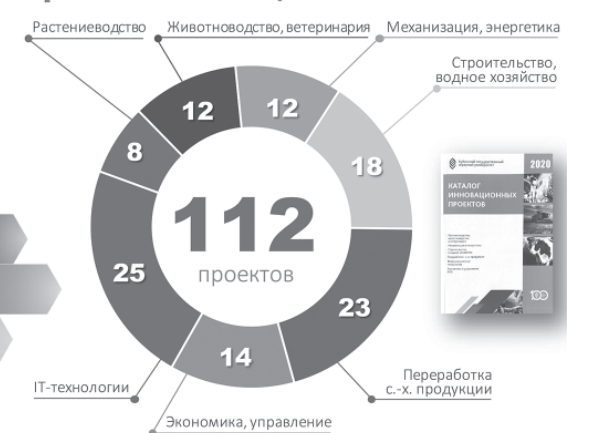 Растениеводство
Животноводство, ветеринария
Механизация, энергетика
Строительство,
водное хозяйство
12
12
8
18
2020
КАТАЛОГ
ИННОВАЦИОННЫХ
ПРОЕКТОВ
112
проектов
25
23
14
100
Переработка
с.-х. продукции
IT-технологии
Экономика, управление